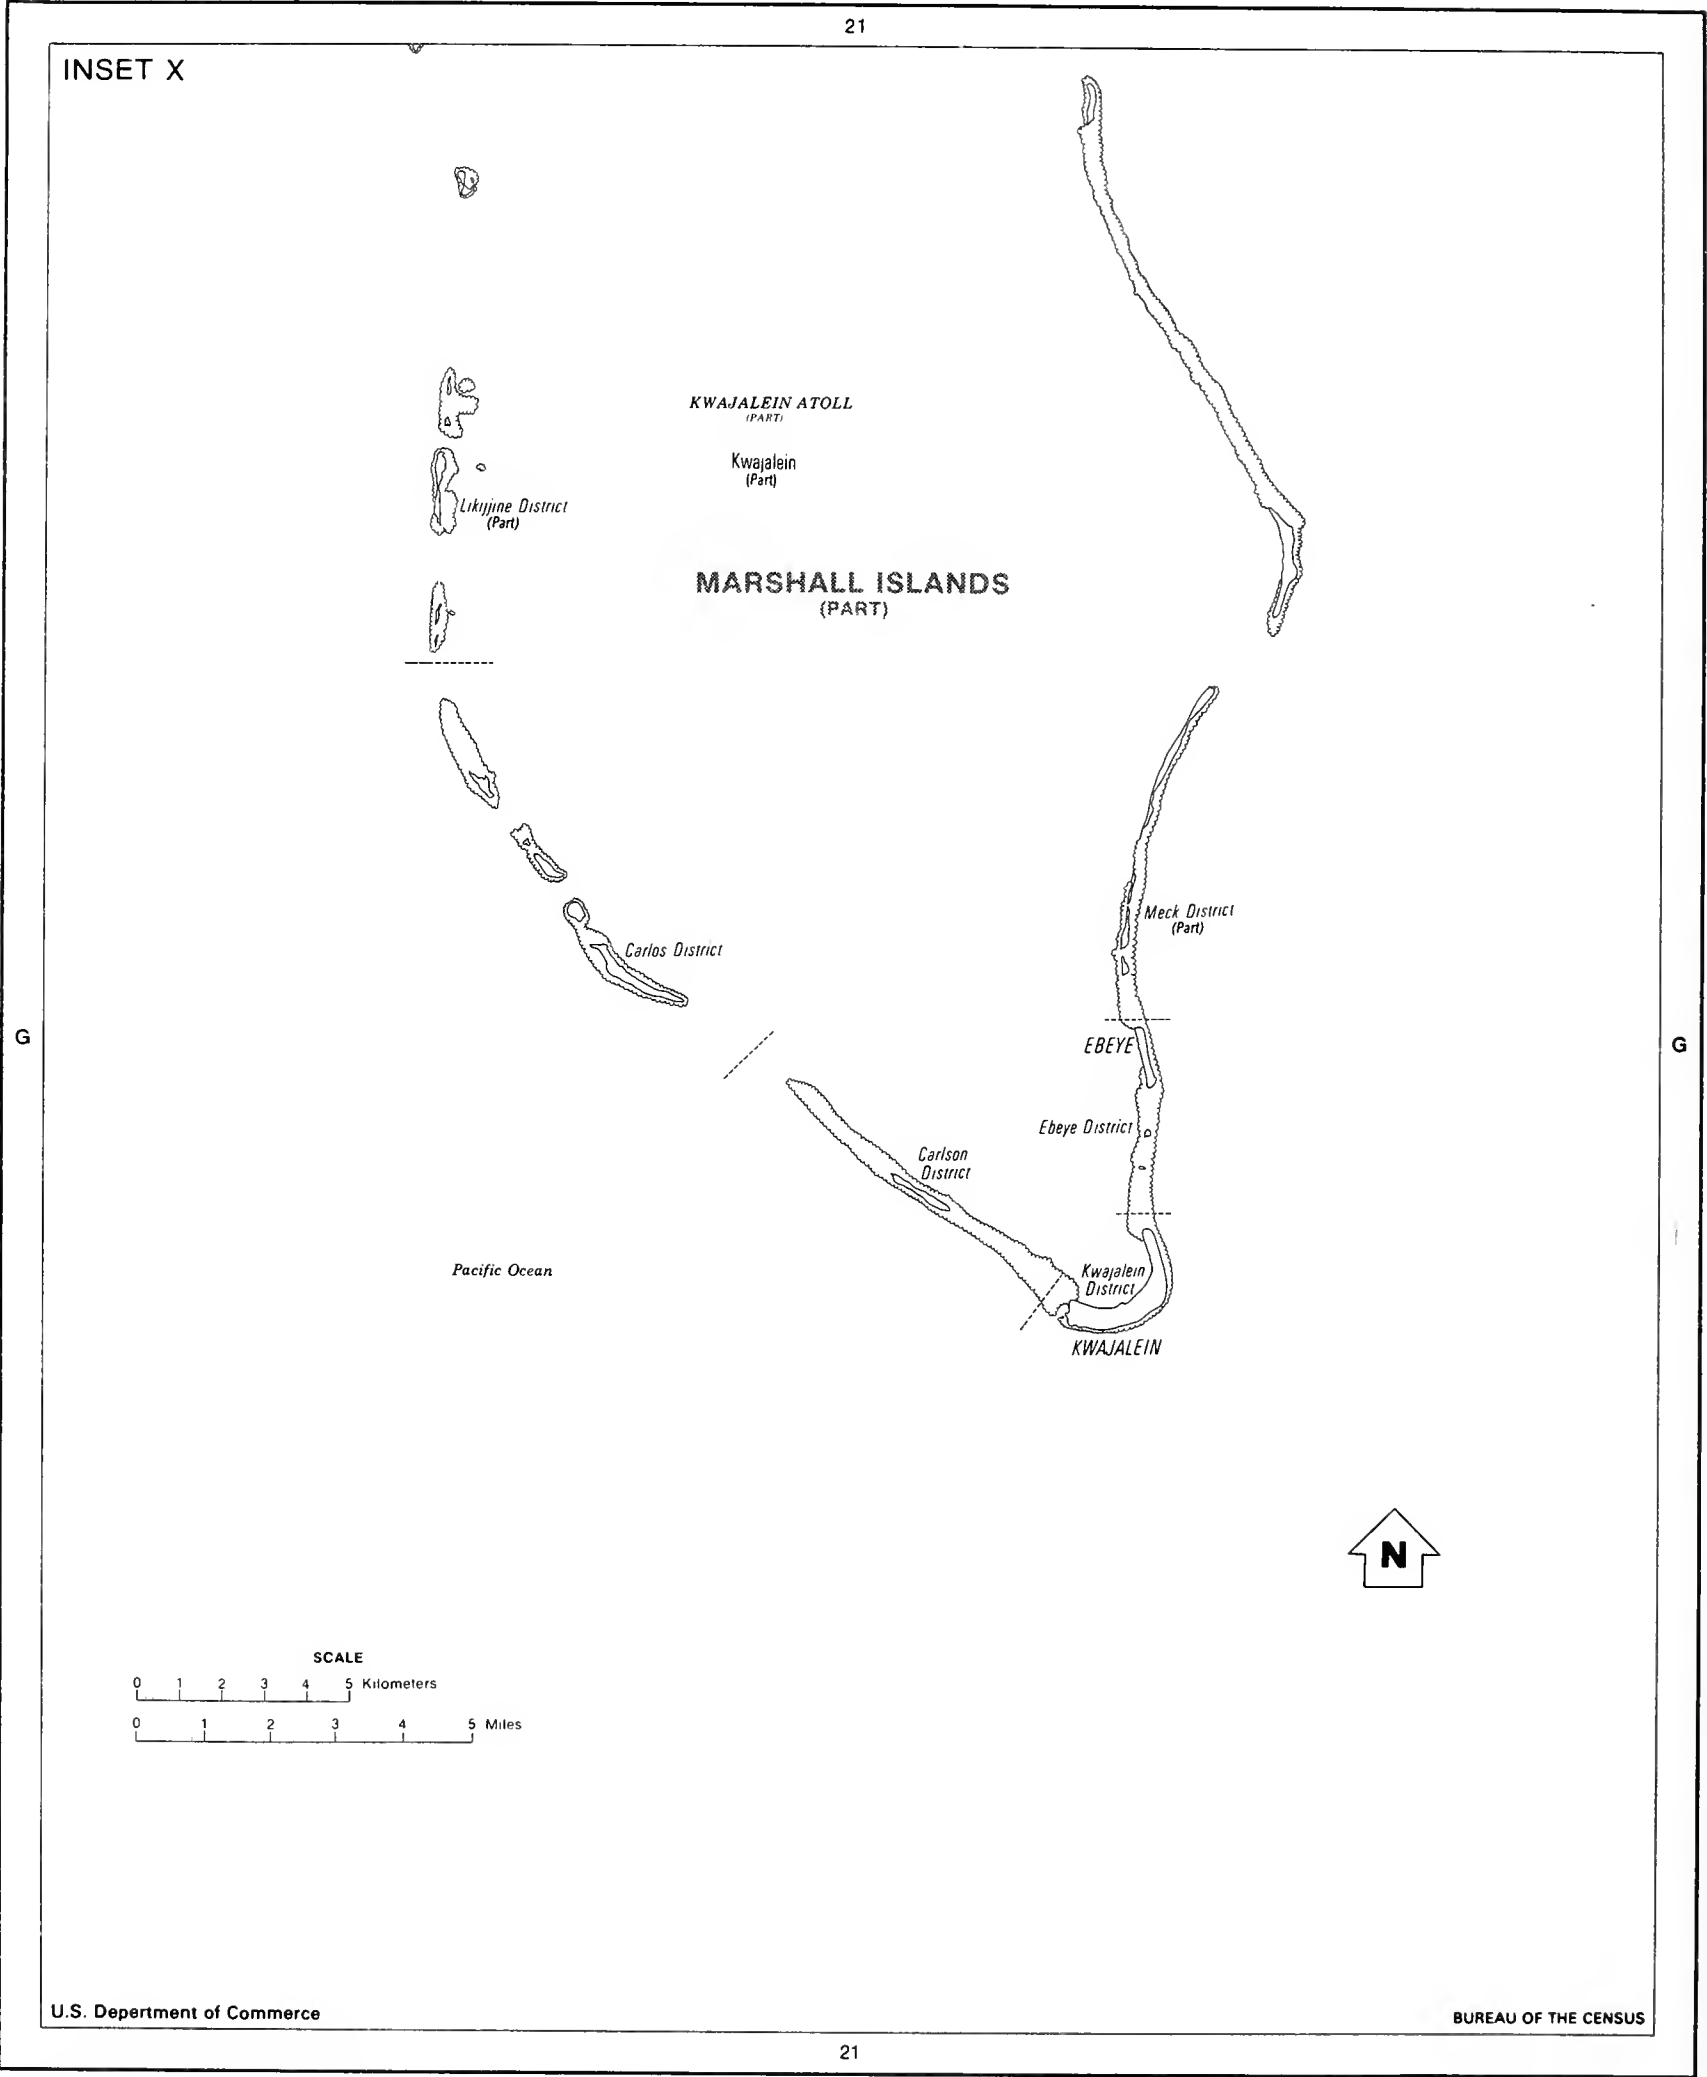 21
INSET X
KWAJALEIN ATOLL
(PART)
Kwajalein
(Part)
Likijjine District
(Part)
MARSHALL ISLANDS
(PART)
Meck District
(Part)
Carlos District
G
G
EBEYE
Ebeye District
Carlson
District
Pacific Ocean
Kwajalein
District
KWAJALEIN
N
SCALE
0 1 2 3 4 5 Kilometers
0 1 2 3 4 5 Miles
U.S. Department of Commerce
BUREAU OF THE CENSUS
21